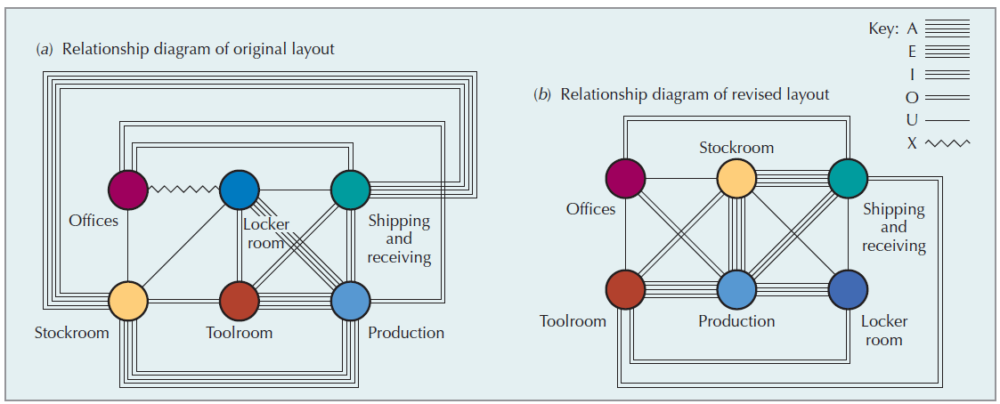 Key: A
E
I
O
U
X
(a) Relationship diagram of original layout
Offices
Locker
room
Shipping
and
receiving
Stockroom
Toolroom
Production
(b) Relationship diagram of revised layout
Stockroom
Offices
Shipping
and
receiving
Toolroom
Production
Locker
room